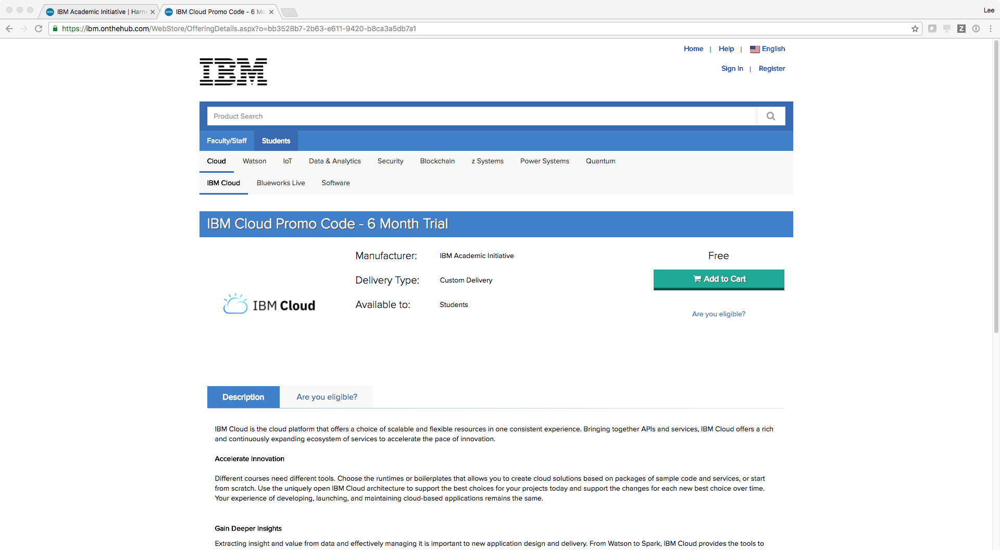 IBM Academic Initiative | Harne
IBM Cloud Promo Code - 6 Mo
Lee
https://ibm.onthehub.com/WebStore/OfferingDetails.aspx?o=bb3528b7-2b63-e611-9420-b8ca3a5db7a1
Z
Home | Help | English
Sign In | Register
IBM
Product Search
Faculty/Staff Students
Cloud Watson IoT Data & Analytics Security Blockchain z Systems Power Systems Quantum
IBM Cloud Blueworks Live Software
IBM Cloud Promo Code - 6 Month Trial
Manufacturer: IBM Academic Initiative
Free
Delivery Type: Custom Delivery
Add to Cart
Available to: Students
IBM Cloud
Are you eligible?
Description Are you eligible?
IBM Cloud is the cloud platform that offers a choice of scalable and flexible resources in one consistent experience. Bringing together APIs and services, IBM Cloud offers a rich
and continuously expanding ecosystem of services to accelerate the pace of innovation.
Accelerate Innovation
Different courses need different tools. Choose the runtimes or boilerplates that allows you to create cloud solutions based on packages of sample code and services, or start
from scratch. Use the uniquely open IBM Cloud architecture to support the best choices for your projects today and support the changes for each new best choice over time.
Your experience of developing, launching, and maintaining cloud-based applications remains the same.
Gain Deeper Insights
Extracting insight and value from data and effectively managing it is important to new application design and delivery. From Watson to Spark, IBM Cloud provides the tools to